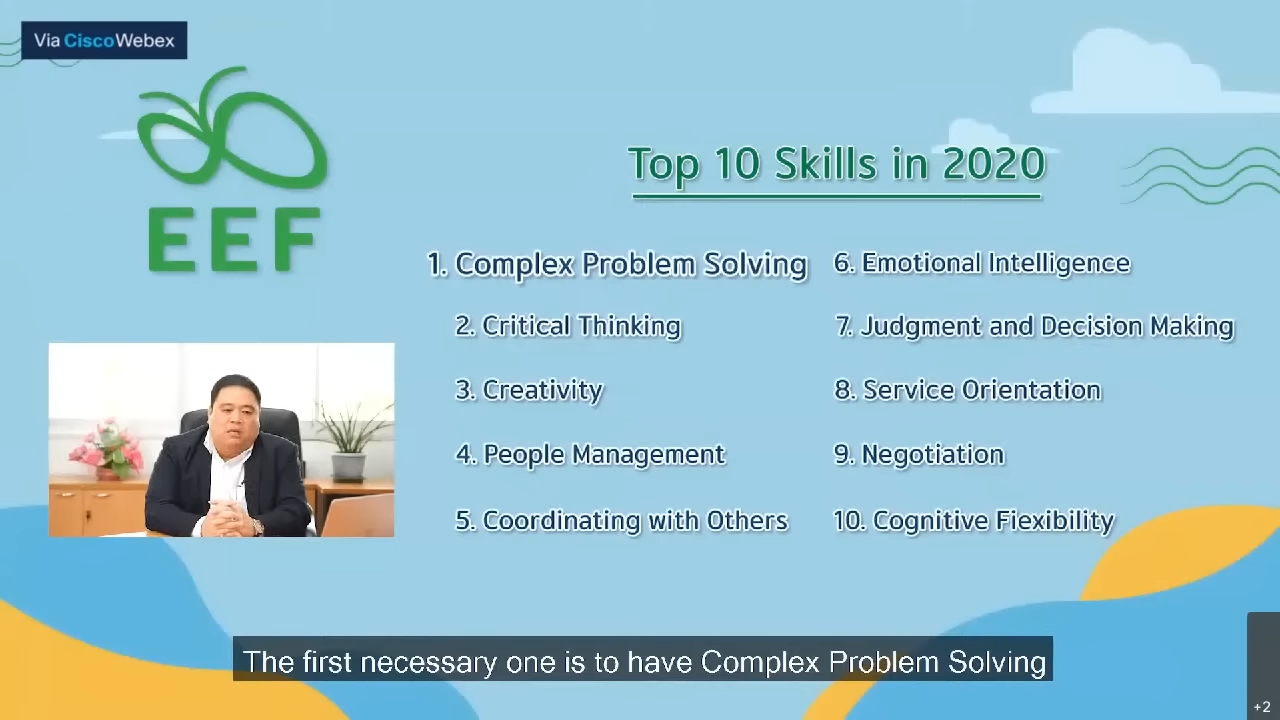 Via Cisco Webex
EEF
Top 10 Skills in 2020
1. Complex Problem Solving
2. Critical Thinking
3. Creativity
4. People Management
5. Coordinating with Others
6. Emotional Intelligence
7. Judgment and Decision Making
8. Service Orientation
9. Negotiation
10. Cognitive Fiexibility
The first necessary one is to have Complex Problem Solving
+2